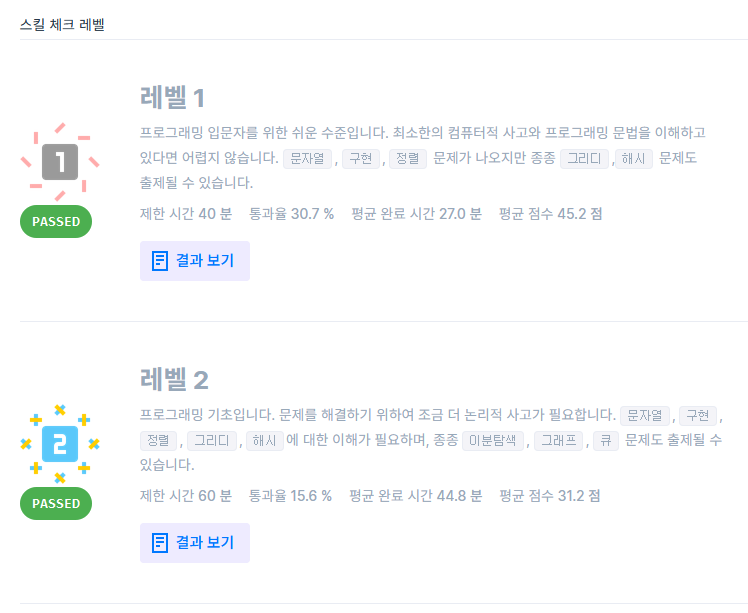 스킬 체크 레벨
레벨 1
프로그래밍 입문자를 위한 쉬운 수준입니다. 최소한의 컴퓨터적 사고와 프로그래밍 문법을 이해하고
있다면 어렵지 않습니다. 문자열 , 구현 , 정렬 문제가 나오지만 종종 그리디 , 해시 문제도
출제될 수 있습니다.
1
PASSED
제한 시간 40 분 통과율 30.7 % 평균 완료 시간 27.0 분 평균 점수 45.2 점
결과 보기
레벨 2
프로그래밍 기초입니다. 문제를 해결하기 위하여 조금 더 논리적 사고가 필요합니다. 문자열 , 구현 ,
정렬 , 그리디 , 해시 에 대한 이해가 필요하며, 종종 이분탐색 , 그래프 , 큐 문제도 출제될 수
있습니다.
2
PASSED
제한 시간 60 분 통과율 15.6 % 평균 완료 시간 44.8 분 평균 점수 31.2 점
결과 보기